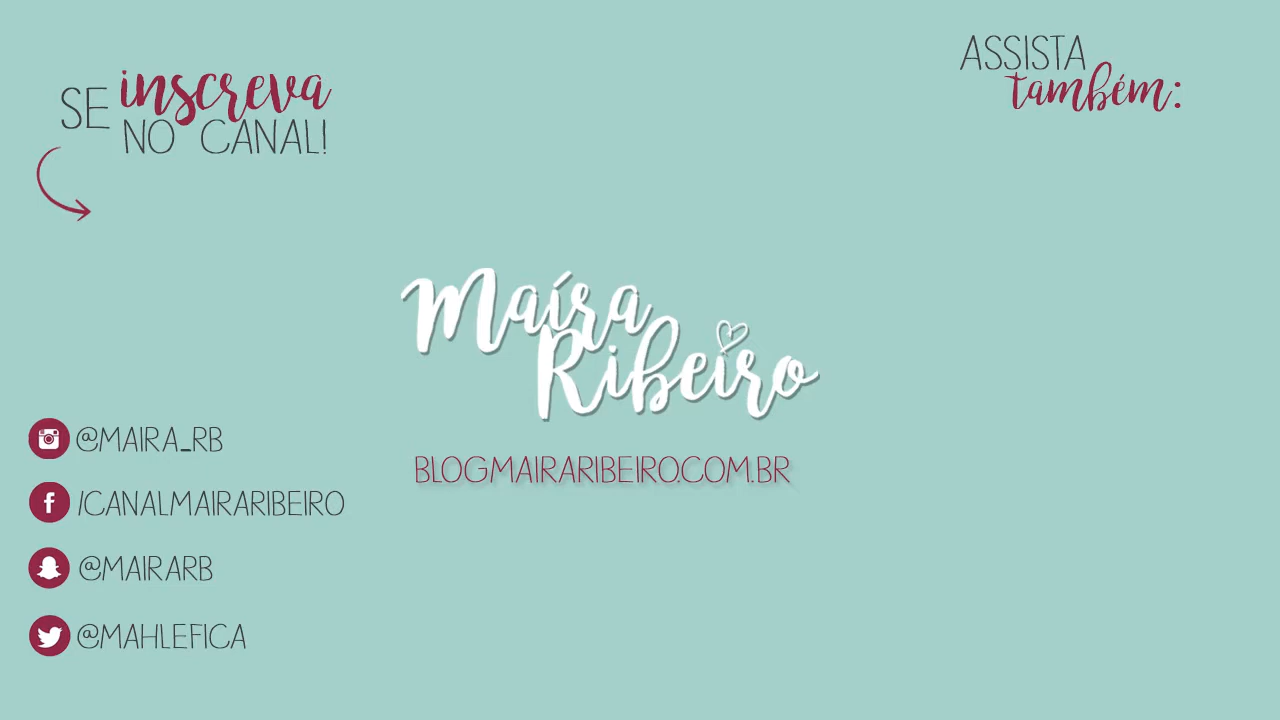 SE inscreva
NO CANAL!
ASSISTA
também:
Maíra
Ribeiro
BLOGMAIRARIBEIRO.COM.BR
@MAIRA_RB
/CANALMAIRARIBEIRO
@MAIRARB
@MAHLEFICA